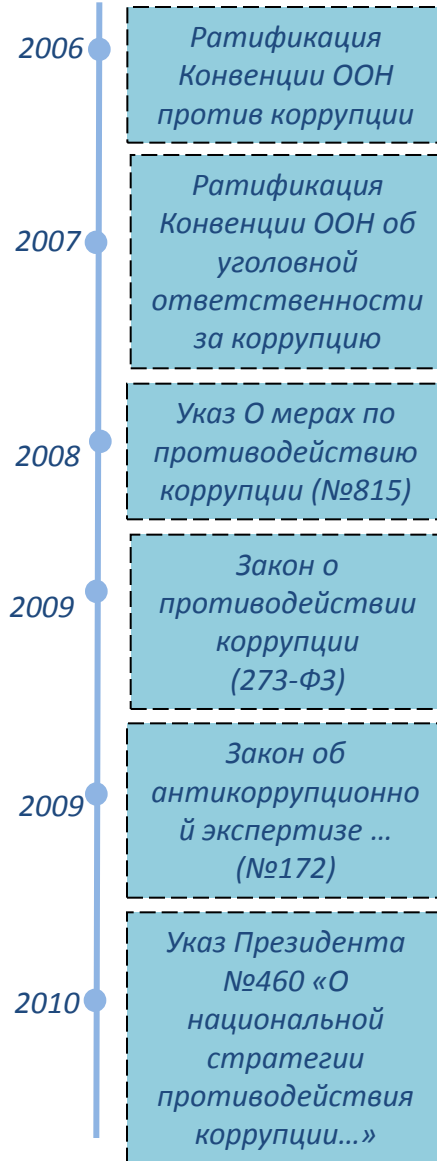 2006
Ратификация
Конвенции ООН
против коррупции
2007
Ратификация
Конвенции ООН об
уголовной
ответственности
за коррупцию
2008
Указ О мерах по
противодействию
коррупции (№815)
2009
Закон о
противодействии
коррупции
(273-ФЗ)
2009
Закон об
антикоррупционно
й экспертизе ...
(№172)
2010
Указ Президента
№460 «О
национальной
стратегии
противодействия
коррупции...»